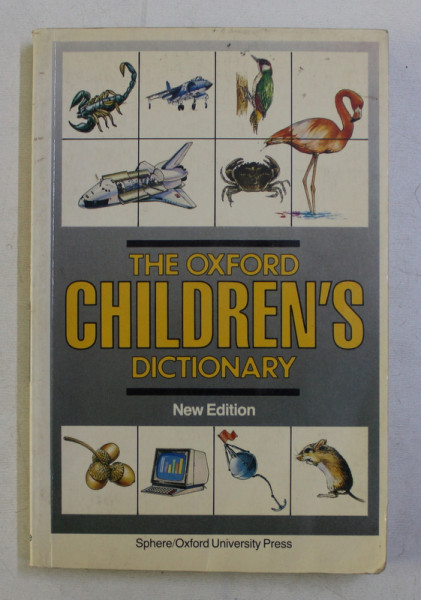 THE OXFORD
CHILDREN'S
DICTIONARY
New Edition
Sphere/Oxford University Press